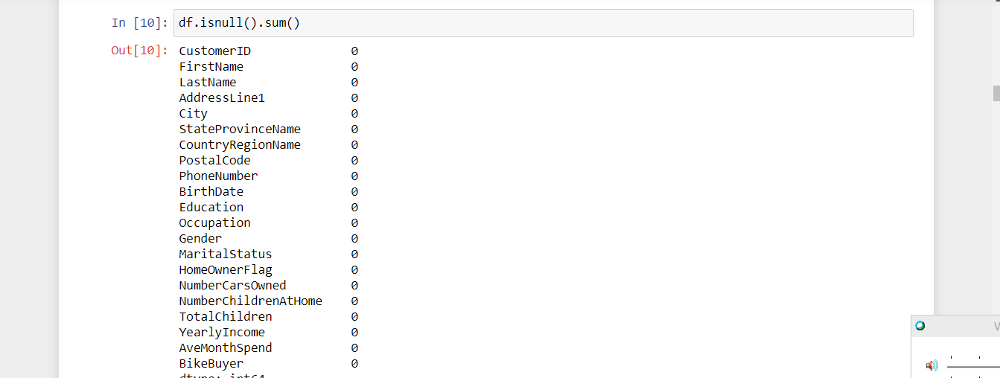 In [10]: df.isnull().sum()
Out[10]: CustomerID 0
FirstName 0
LastName 0
AddressLine1 0
City 0
StateProvinceName 0
CountryRegionName 0
PostalCode 0
PhoneNumber 0
BirthDate 0
Education 0
Occupation 0
Gender 0
MaritalStatus 0
HomeOwnerFlag 0
NumberCarsOwned 0
NumberChildrenAtHome 0
TotalChildren 0
YearlyIncome 0
AveMonthSpend 0
BikeBuyer 0
dtype: int64
V